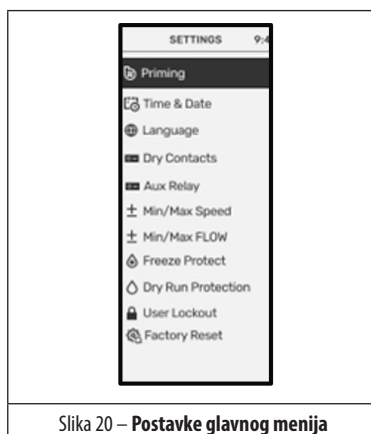 SETTINGS 9:4
Priming
Time & Date
Language
Dry Contacts
Aux Relay
Min/Max Speed
Min/Max FLOW
Freeze Protect
Dry Run Protection
User Lockout
Factory Reset
Slika 20 – Postavke glavnog menija